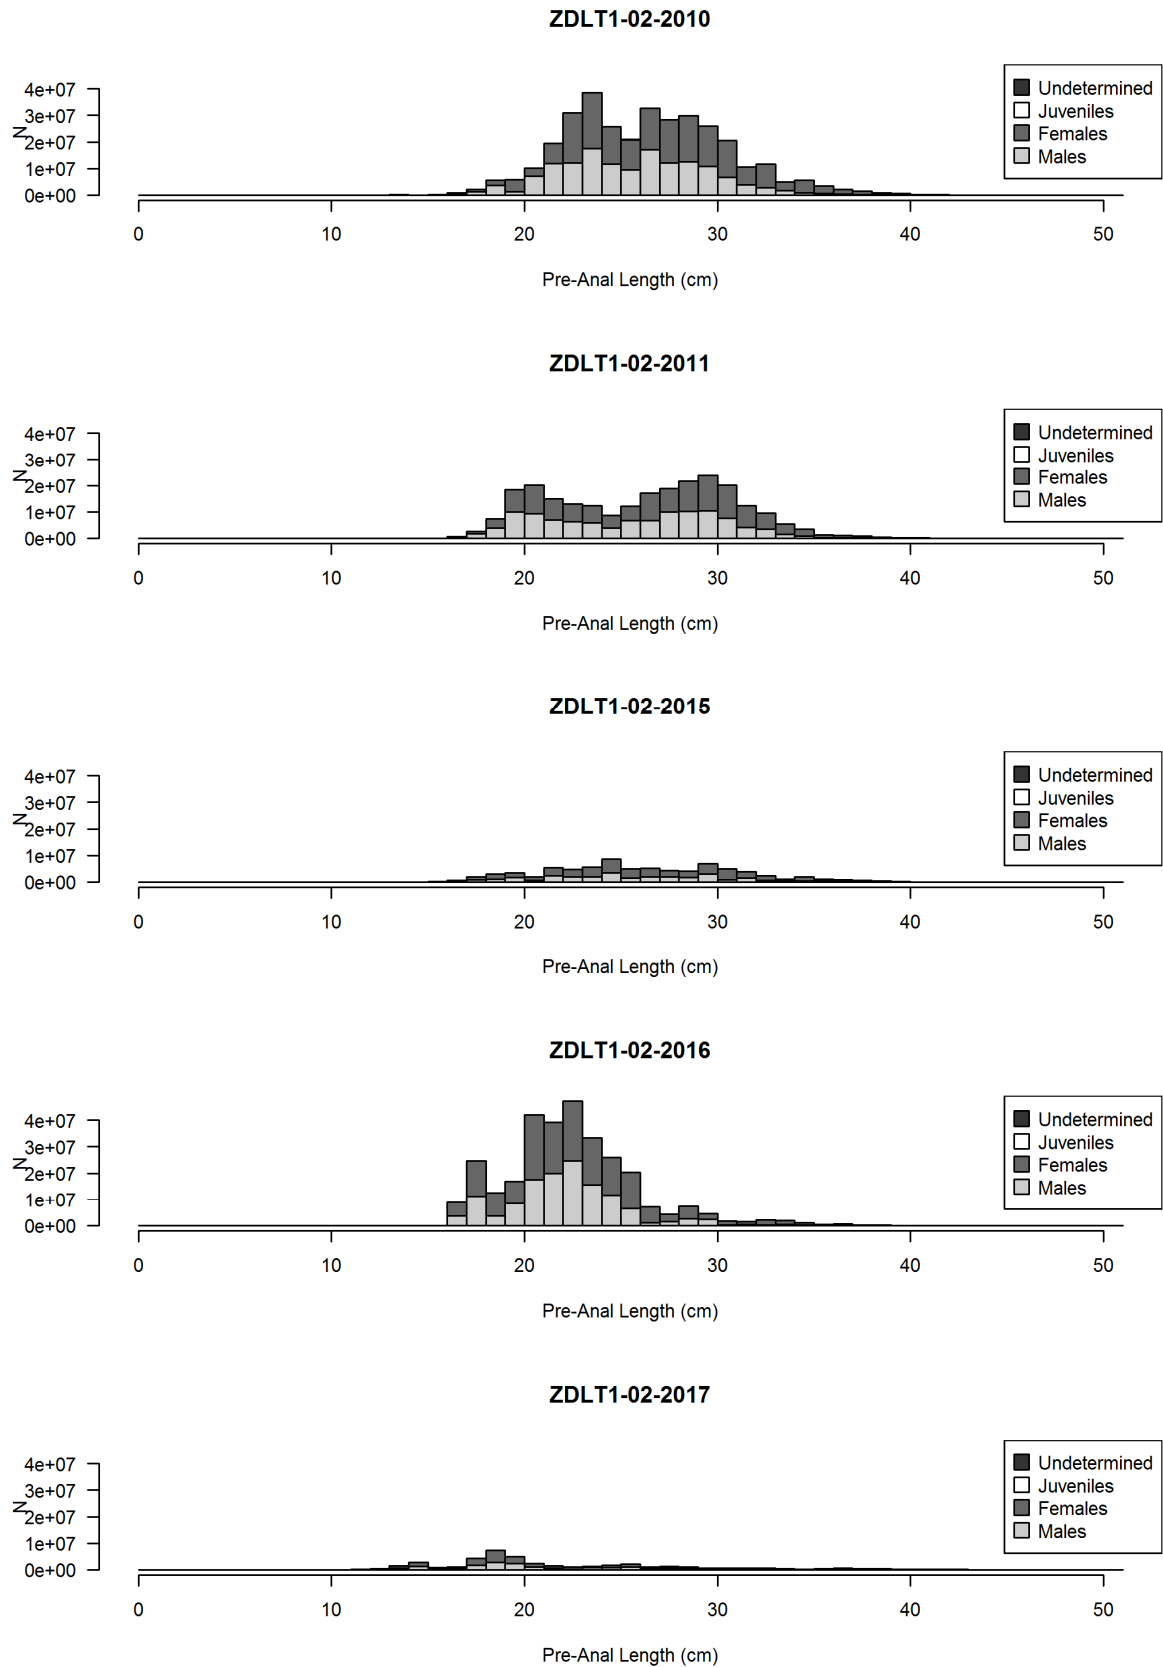 ZDLT1-02-2010
N
4e+07
3e+07
2e+07
1e+07
0e+00
Undetermined
Juveniles
Females
Males
0 10 20 30 40 50
Pre-Anal Length (cm)
ZDLT1-02-2011
N
4e+07
3e+07
2e+07
1e+07
0e+00
Undetermined
Juveniles
Females
Males
0 10 20 30 40 50
Pre-Anal Length (cm)
ZDLT1-02-2015
N
4e+07
3e+07
2e+07
1e+07
0e+00
Undetermined
Juveniles
Females
Males
0 10 20 30 40 50
Pre-Anal Length (cm)
ZDLT1-02-2016
N
4e+07
3e+07
2e+07
1e+07
0e+00
Undetermined
Juveniles
Females
Males
0 10 20 30 40 50
Pre-Anal Length (cm)
ZDLT1-02-2017
N
4e+07
3e+07
2e+07
1e+07
0e+00
Undetermined
Juveniles
Females
Males
0 10 20 30 40 50
Pre-Anal Length (cm)